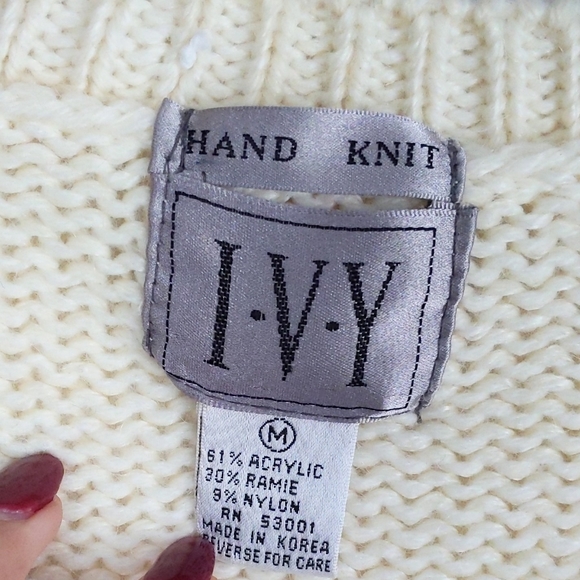 HAND KNIT
I·V·Y
M
61% ACRYLIC
30% RAMIE
9% NYLON
RN 53001
MADE IN KOREA
REVERSE FOR CARE